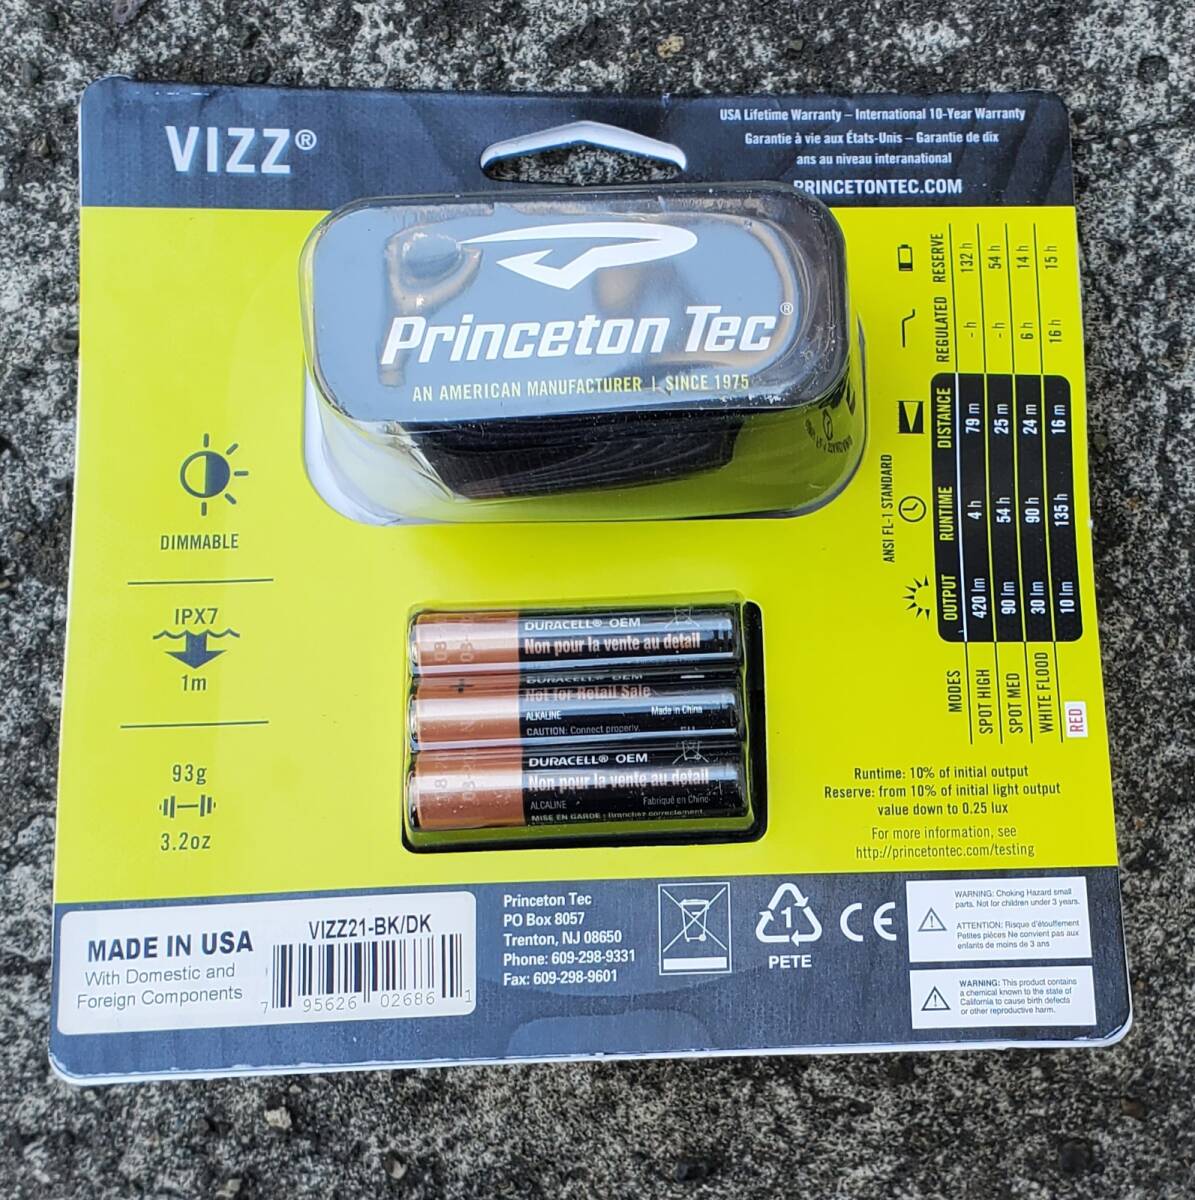 VIZZ®
USA Lifetime Warranty – International 10-Year Warranty
Garantie à vie aux États-Unis – Garantie de dix
ans au niveau interanational
PRINCETONTEC.COM
Princeton Tec®
AN AMERICAN MANUFACTURER | SINCE 1975
DIMMABLE
IPX7
1m
93g
3.2oz
ANSI FL-1 STANDARD
MODES OUTPUT RUNTIME DISTANCE REGULATED RESERVE
SPOT HIGH 420 lm 4 h 79 m - h 132 h
SPOT MED 90 lm 54 h 25 m - h 54 h
WHITE FLOOD 30 lm 90 h 24 m 6 h 14 h
RED 10 lm 135 h 16 m 16 h 15 h
DURACELL® OEM
Non pour la vente au détail
DURACELL® OEM
Not for Retail Sale
ALKALINE Made in China
CAUTION: Connect properly.
DURACELL® OEM
Non pour la vente au détail
ALCALINE Fabriqué en Chine
MISE EN GARDE : Brancher correctement
Runtime: 10% of initial output
Reserve: from 10% of initial light output
value down to 0.25 lux
For more information, see
http://princetontec.com/testing
MADE IN USA
With Domestic and
Foreign Components
VIZZ21-BK/DK
7 95626 02686 1
Princeton Tec
PO Box 8057
Trenton, NJ 08650
Phone: 609-298-9331
Fax: 609-298-9601
1
PETE
CE
WARNING: Choking Hazard small
parts. Not for children under 3 years.
ATTENTION: Risque d'étouffement
Petites pièces Ne convient pas aux
enfants de moins de 3 ans
WARNING: This product contains
a chemical known to the state of
California to cause birth defects
or other reproductive harm.